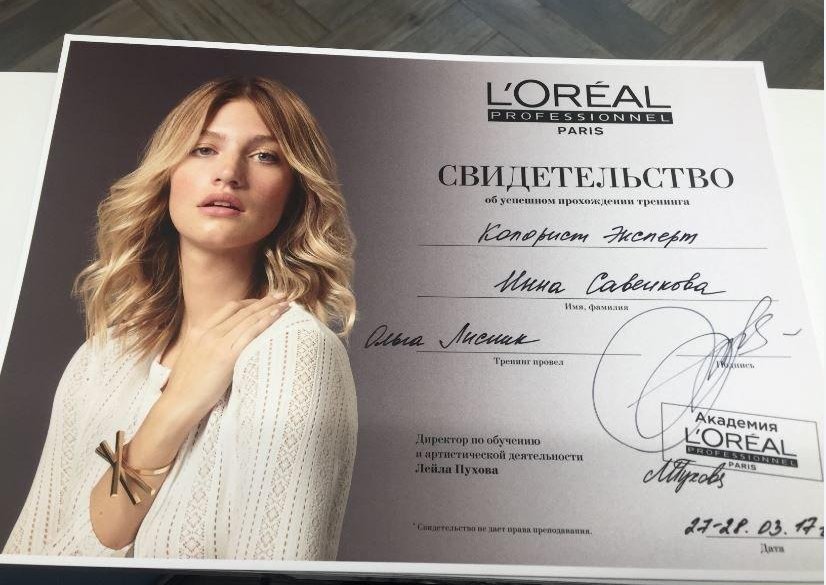 L'ORÉAL
PROFESSIONNEL
PARIS
СВИДЕТЕЛЬСТВО
об успешном прохождении тренинга
Колорист Эксперт
Инна Савенкова
Имя, фамилия
Ольга Лисник
Тренинг провел
Подпись
Директор по обучению
и артистической деятельности
Лейла Пухова
Академия
L'ORÉAL
PROFESSIONNEL
PARIS
*Свидетельство не дает права преподавания.
27-28.03.17г
Дата